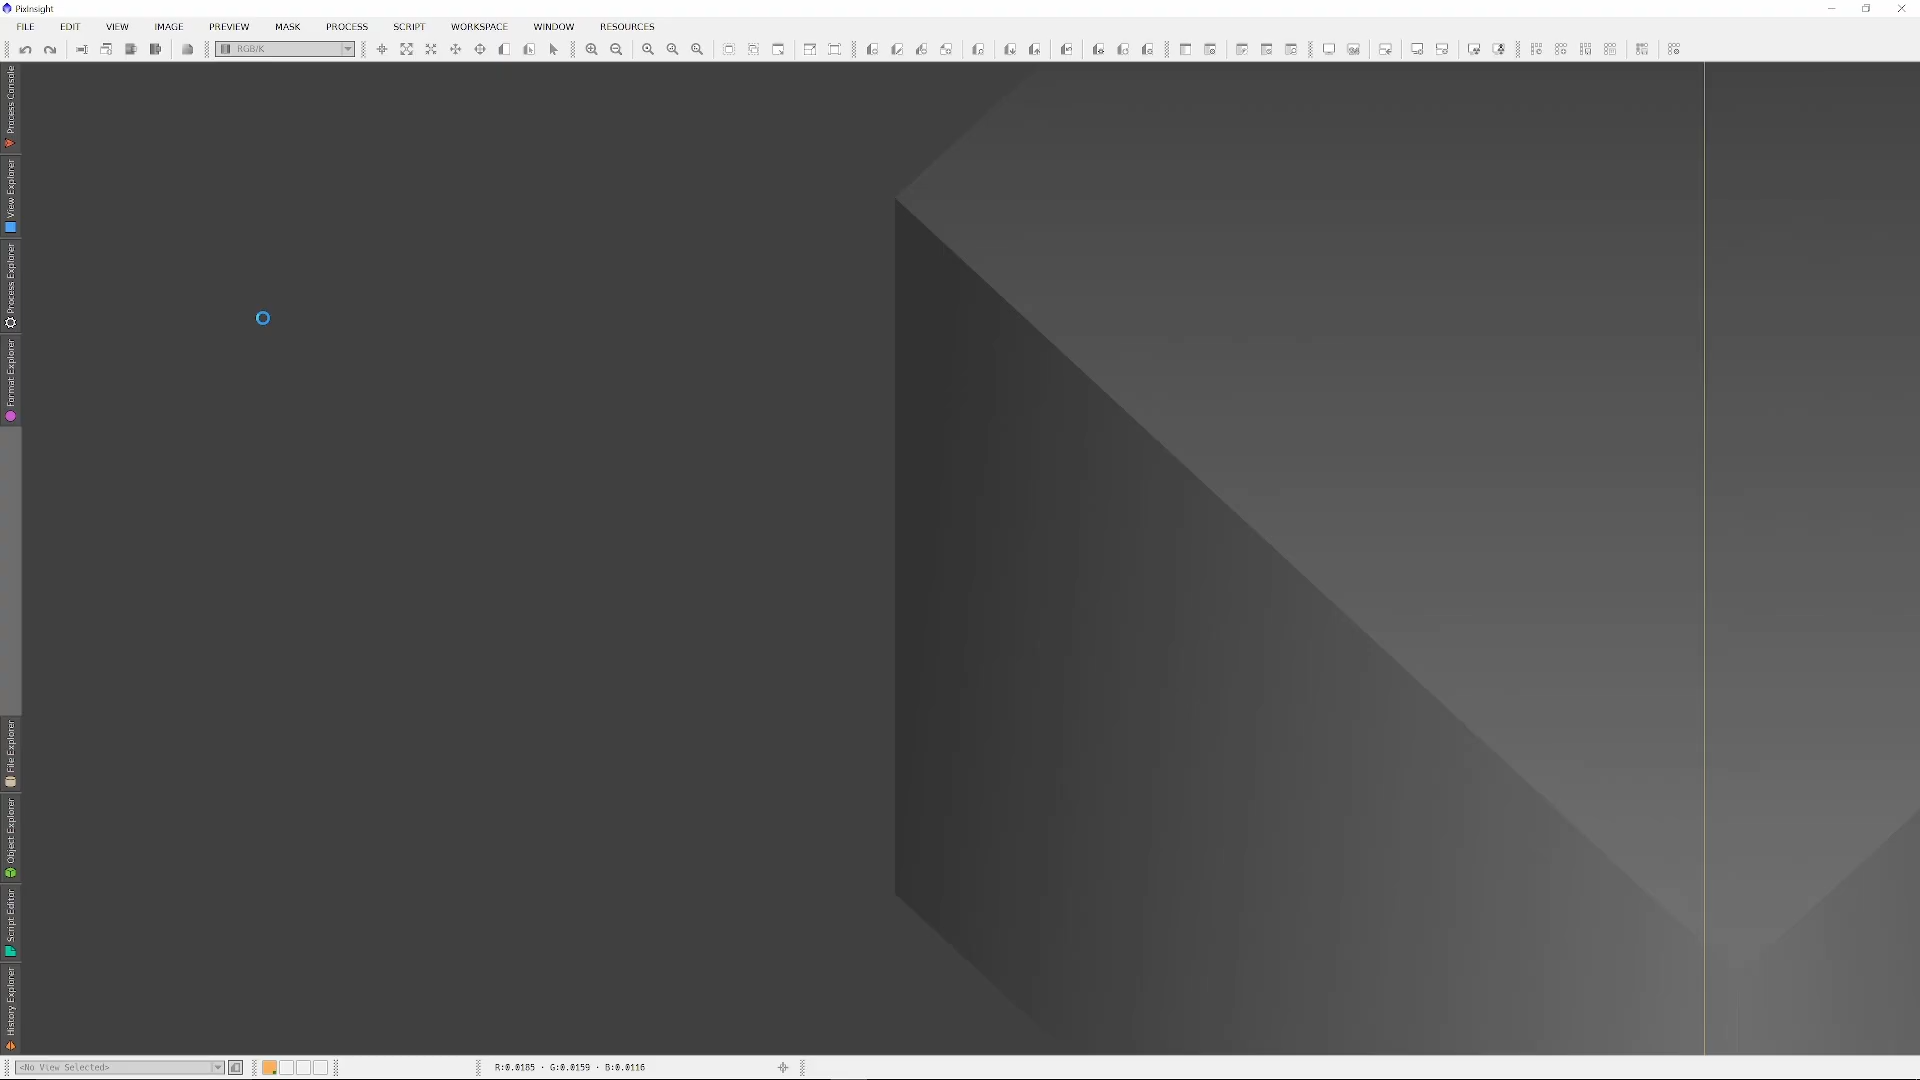 PixInsight
FILE EDIT VIEW IMAGE PREVIEW MASK PROCESS SCRIPT WORKSPACE WINDOW RESOURCES
RGB/K
Process Console
View Explorer
Process Explorer
Format Explorer
File Explorer
Object Explorer
Script Editor
History Explorer
<No View Selected>
R:0.0185 · G:0.0159 · B:0.0116